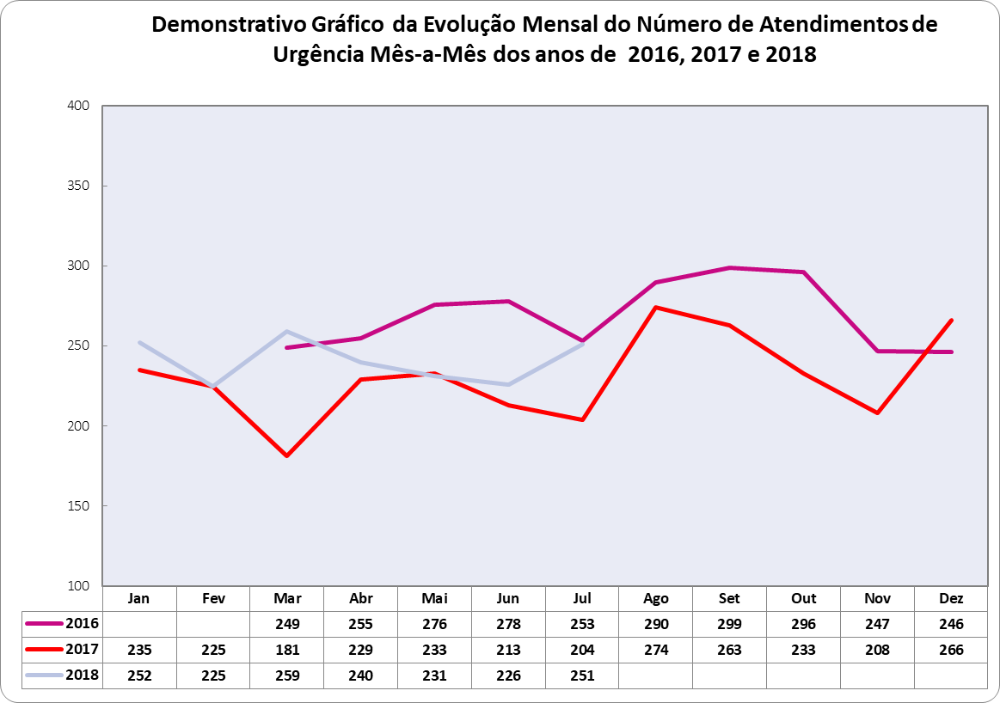 Demonstrativo Gráfico da Evolução Mensal do Número de Atendimentos de
Urgência Mês-a-Mês dos anos de 2016, 2017 e 2018
400
350
300
250
200
150
100
Jan Fev Mar Abr Mai Jun Jul Ago Set Out Nov Dez
2016 249 255 276 278 253 290 299 296 247 246
2017 235 225 181 229 233 213 204 274 263 233 208 266
2018 252 225 259 240 231 226 251